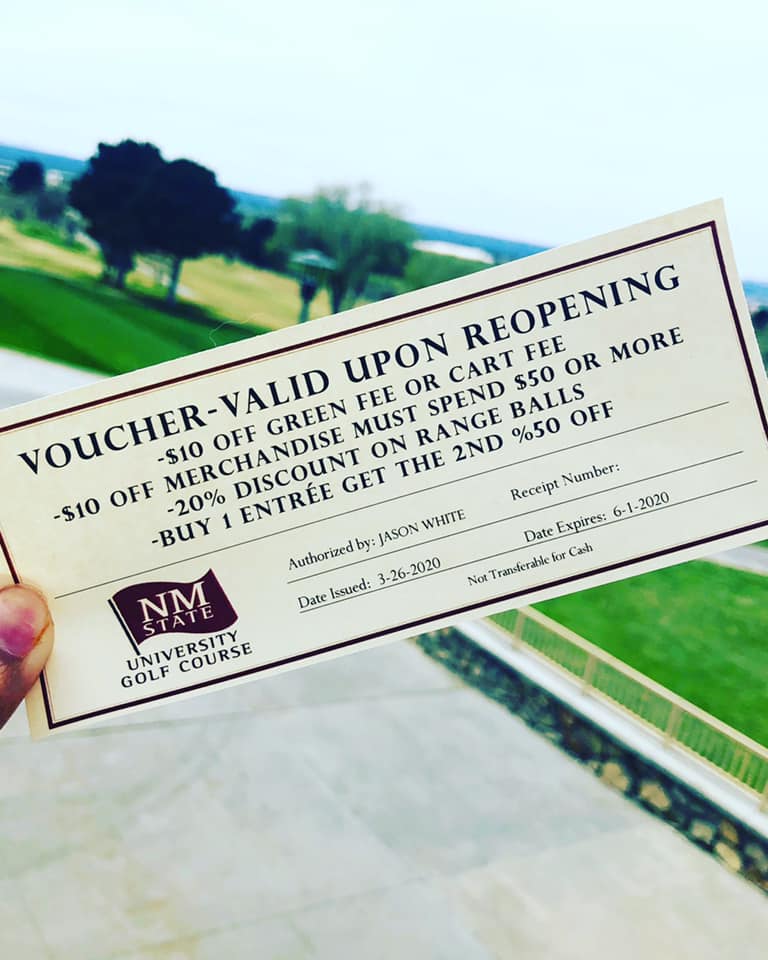 VOUCHER-VALID UPON REOPENING
-$10 OFF GREEN FEE OR CART FEE
-$10 OFF MERCHANDISE MUST SPEND $50 OR MORE
-20% DISCOUNT ON RANGE BALLS
-BUY 1 ENTRÉE GET THE 2ND %50 OFF
Authorized by: JASON WHITE
Receipt Number:
Date Issued: 3-26-2020
Date Expires: 6-1-2020
Not Transferable for Cash
NM
STATE
UNIVERSITY
GOLF COURSE